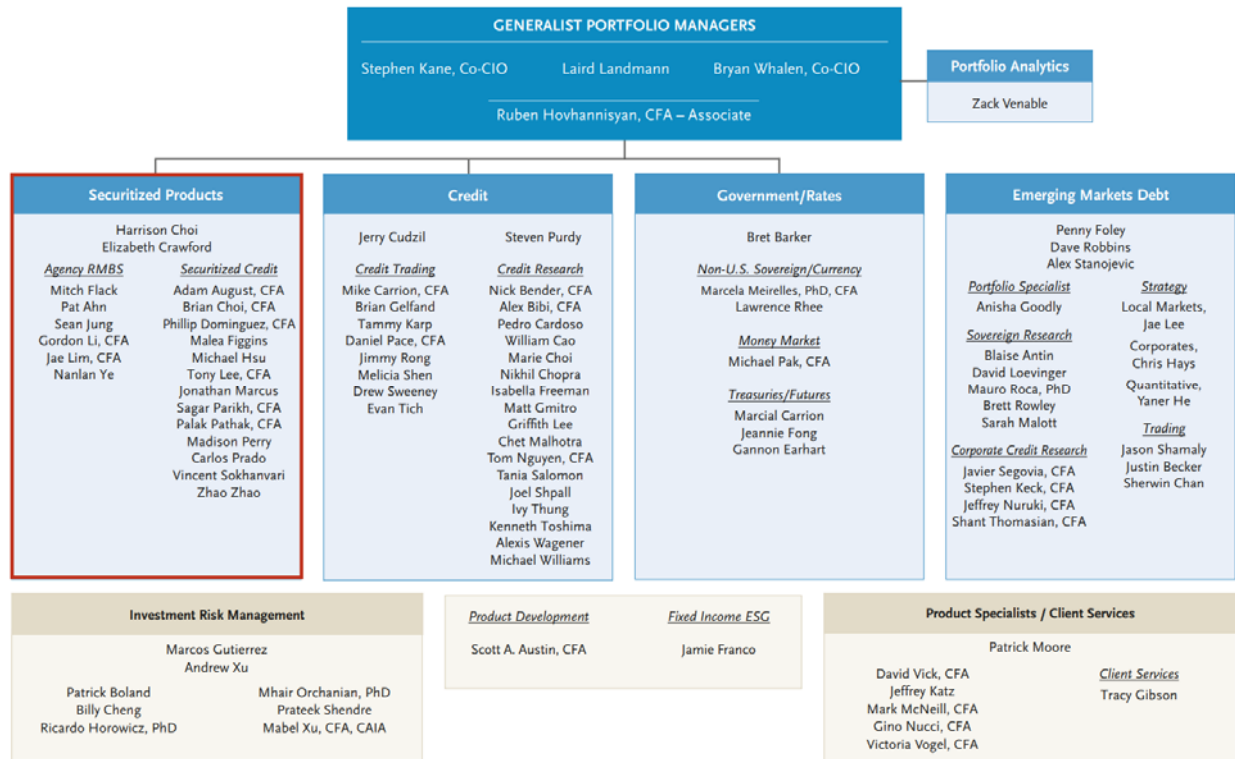 GENERALIST PORTFOLIO MANAGERS
Stephen Kane, Co-CIO
Laird Landmann
Bryan Whalen, Co-CIO
Ruben Hovhannisyan, CFA – Associate
Portfolio Analytics
Zack Venable
Securitized Products
Harrison Choi
Elizabeth Crawford
Agency RMBS
Mitch Flack
Pat Ahn
Sean Jung
Gordon Li, CFA
Jae Lim, CFA
Nanlan Ye
Securitized Credit
Adam August, CFA
Brian Choi, CFA
Phillip Dominguez, CFA
Malea Figgins
Michael Hsu
Tony Lee, CFA
Jonathan Marcus
Sagar Parikh, CFA
Palak Pathak, CFA
Madison Perry
Carlos Prado
Vincent Sokhanvari
Zhao Zhao
Credit
Jerry Cudzil
Steven Purdy
Credit Trading
Mike Carrion, CFA
Brian Gelfand
Tammy Karp
Daniel Pace, CFA
Jimmy Rong
Melicia Shen
Drew Sweeney
Evan Tich
Credit Research
Nick Bender, CFA
Alex Bibi, CFA
Pedro Cardoso
William Cao
Marie Choi
Nikhil Chopra
Isabella Freeman
Matt Gmitro
Griffith Lee
Chet Malhotra
Tom Nguyen, CFA
Tania Salomon
Joel Shpall
Ivy Thung
Kenneth Toshima
Alexis Wagener
Michael Williams
Government/Rates
Bret Barker
Non-U.S. Sovereign/Currency
Marcela Meirelles, PhD, CFA
Lawrence Rhee
Money Market
Michael Pak, CFA
Treasuries/Futures
Marcial Carrion
Jeannie Fong
Gannon Earhart
Emerging Markets Debt
Penny Foley
Dave Robbins
Alex Stanojevic
Portfolio Specialist
Anisha Goodly
Sovereign Research
Blaise Antin
David Loevinger
Mauro Roca, PhD
Brett Rowley
Sarah Malott
Corporate Credit Research
Javier Segovia, CFA
Stephen Keck, CFA
Jeffrey Nuruki, CFA
Shant Thomasian, CFA
Strategy
Local Markets,
Jae Lee
Corporates,
Chris Hays
Quantitative,
Yaner He
Trading
Jason Shamaly
Justin Becker
Sherwin Chan
Investment Risk Management
Marcos Gutierrez
Andrew Xu
Patrick Boland
Billy Cheng
Ricardo Horowicz, PhD
Mhair Orchanian, PhD
Prateek Shendre
Mabel Xu, CFA, CAIA
Product Development
Scott A. Austin, CFA
Fixed Income ESG
Jamie Franco
Product Specialists / Client Services
Patrick Moore
David Vick, CFA
Jeffrey Katz
Mark McNeill, CFA
Gino Nucci, CFA
Victoria Vogel, CFA
Client Services
Tracy Gibson